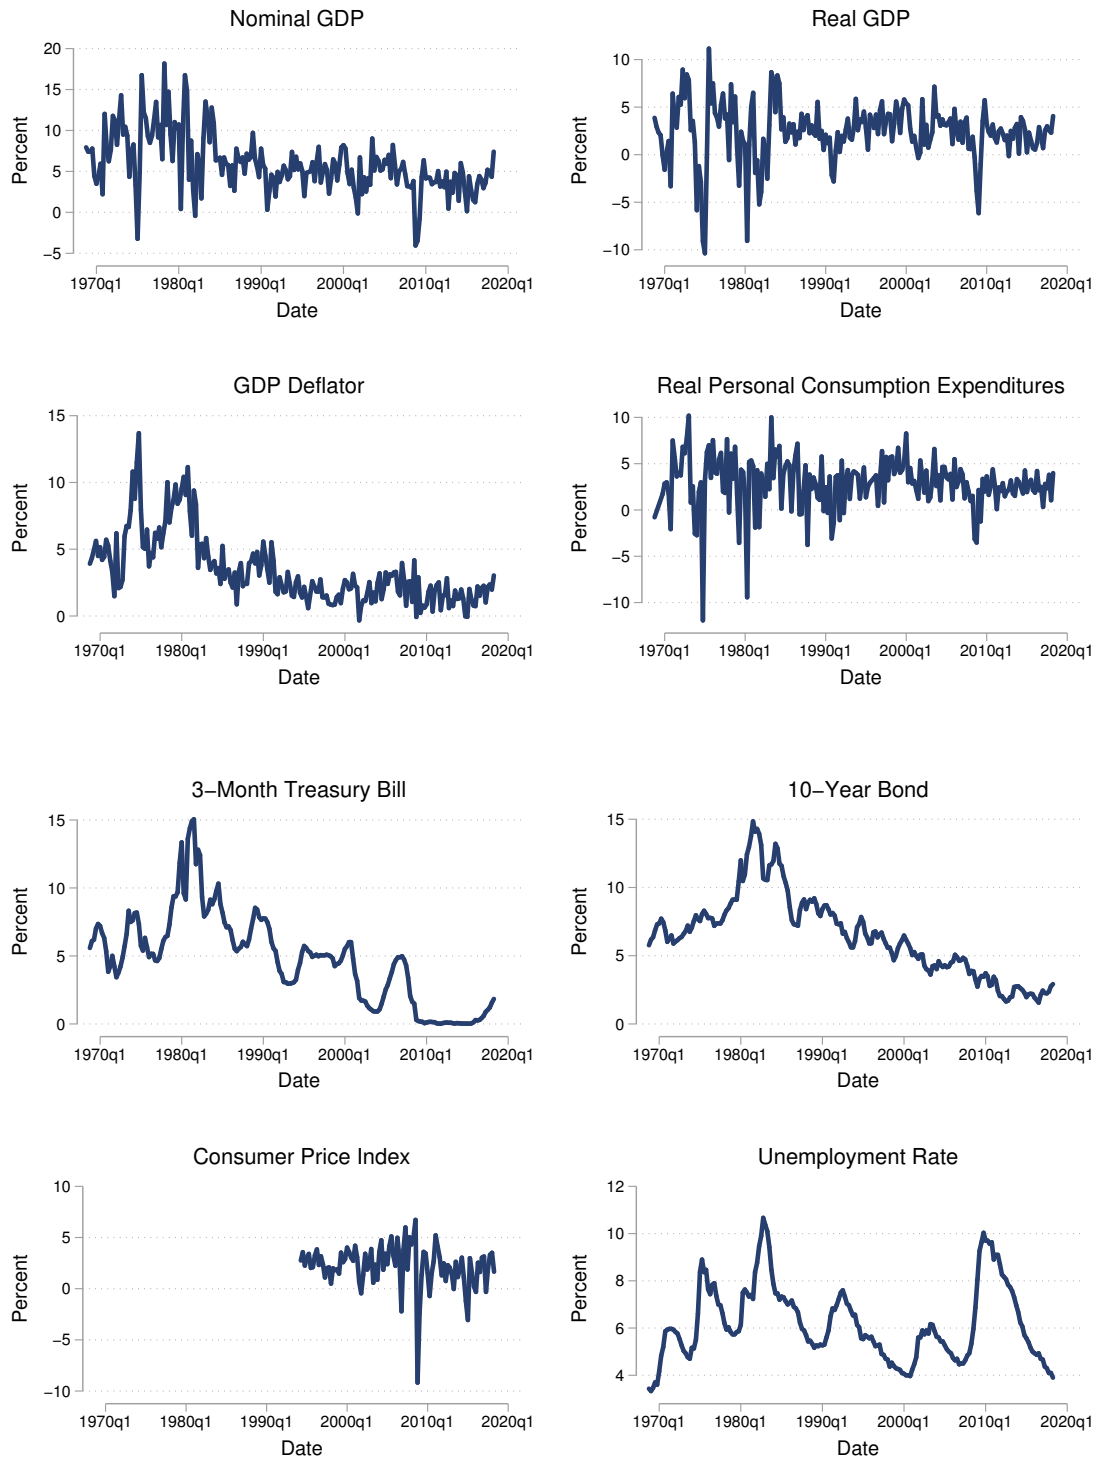 Nominal GDP
Percent
20
15
10
5
0
−5
1970q1 1980q1 1990q1 2000q1 2010q1 2020q1
Date
Real GDP
Percent
10
5
0
−5
−10
1970q1 1980q1 1990q1 2000q1 2010q1 2020q1
Date
GDP Deflator
Percent
15
10
5
0
1970q1 1980q1 1990q1 2000q1 2010q1 2020q1
Date
Real Personal Consumption Expenditures
Percent
10
5
0
−5
−10
1970q1 1980q1 1990q1 2000q1 2010q1 2020q1
Date
3−Month Treasury Bill
Percent
15
10
5
0
1970q1 1980q1 1990q1 2000q1 2010q1 2020q1
Date
10−Year Bond
Percent
15
10
5
0
1970q1 1980q1 1990q1 2000q1 2010q1 2020q1
Date
Consumer Price Index
Percent
10
5
0
−5
−10
1970q1 1980q1 1990q1 2000q1 2010q1 2020q1
Date
Unemployment Rate
Percent
12
10
8
6
4
1970q1 1980q1 1990q1 2000q1 2010q1 2020q1
Date